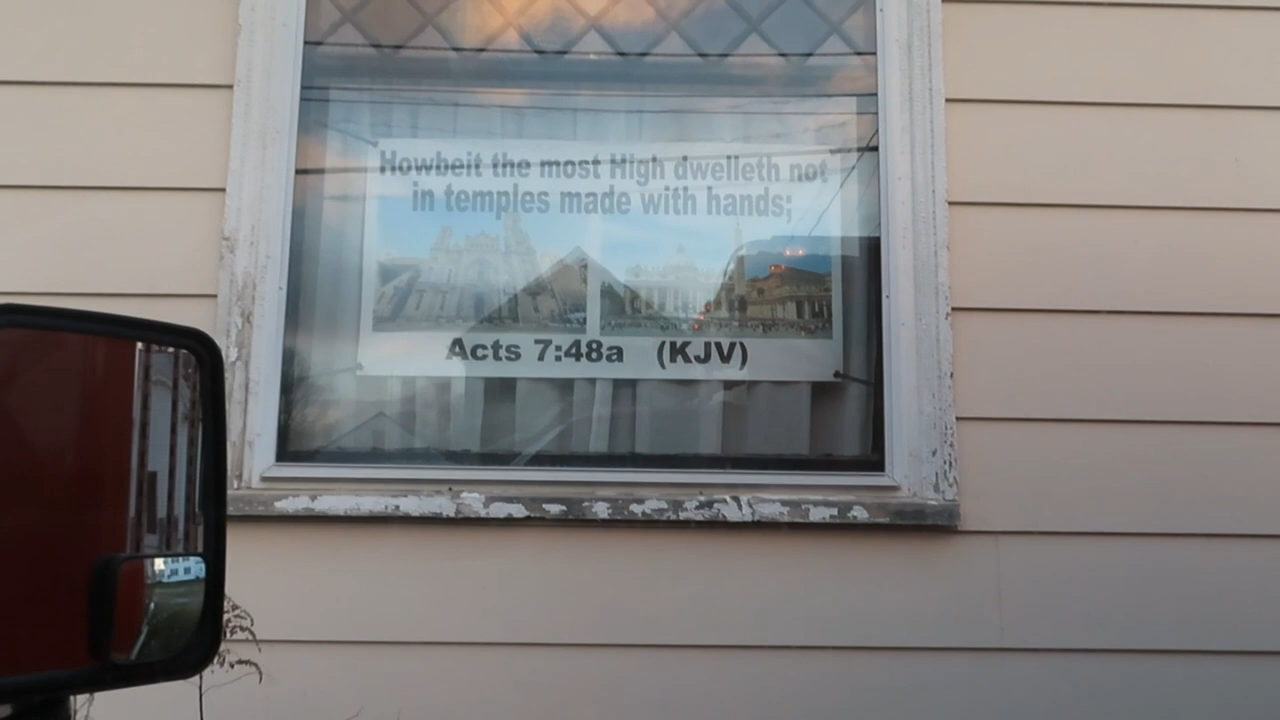 Howbeit the most High dwelleth not
in temples made with hands;
Acts 7:48a (KJV)